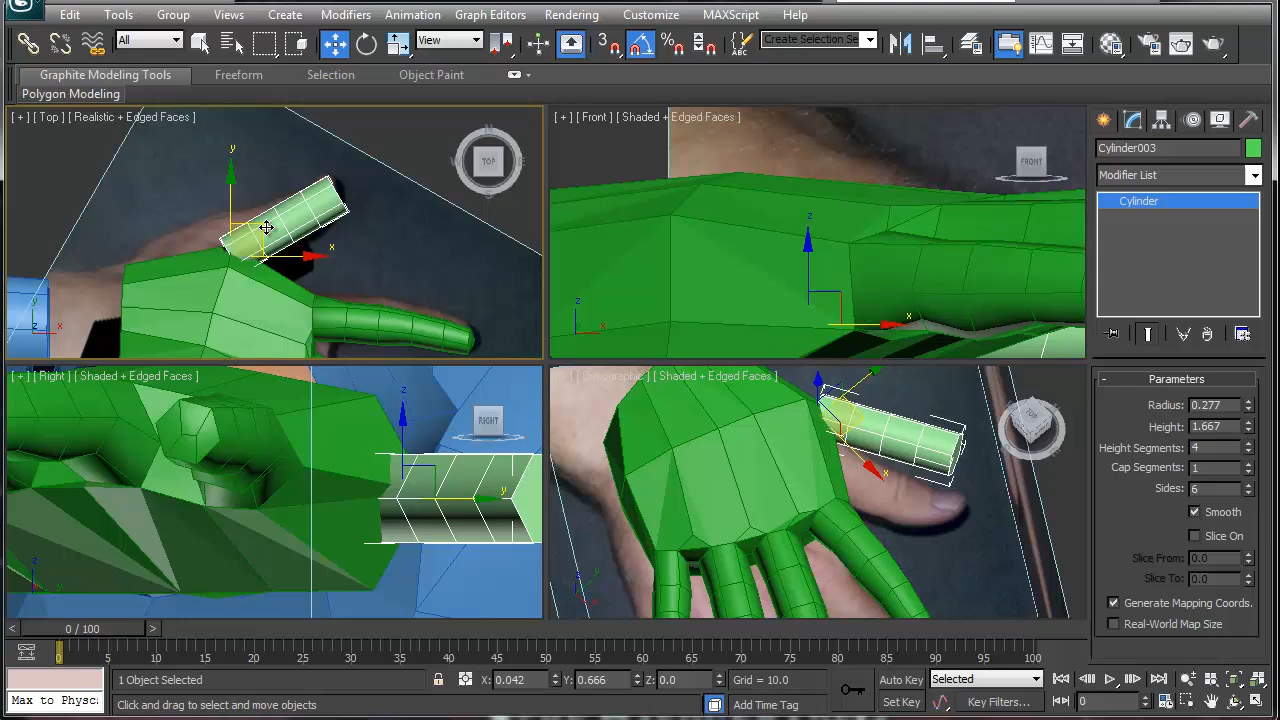 Edit Tools Group Views Create Modifiers Animation Graph Editors Rendering Customize MAXScript Help
All View 3 % ABC Create Selection Se
Graphite Modeling Tools Freeform Selection Object Paint
Polygon Modeling
[ + ] [ Top ] [ Realistic + Edged Faces ]
[ + ] [ Front ] [ Shaded + Edged Faces ]
TOP
FRONT
y
x
z
x
y
z x
z
x
[ + ] [ Right ] [ Shaded + Edged Faces ]
Shaded + Edged Faces ]
RIGHT
TOP
z
y
x
z
y
Cylinder003
Modifier List
Cylinder
- Parameters
Radius: 0.277
Height: 1.667
Height Segments: 4
Cap Segments: 1
Sides: 6
Smooth
Slice On
Slice From: 0.0
Slice To: 0.0
Generate Mapping Coords.
Real-World Map Size
< 0 / 100 >
0 5 10 15 20 25 30 35 40 45 50 55 60 65 70 75 80 85 90 95 100
1 Object Selected X: 0.042 Y: 0.666 Z: 0.0 Grid = 10.0 Auto Key Selected
Max to Physc Click and drag to select and move objects Add Time Tag Set Key Key Filters... 0